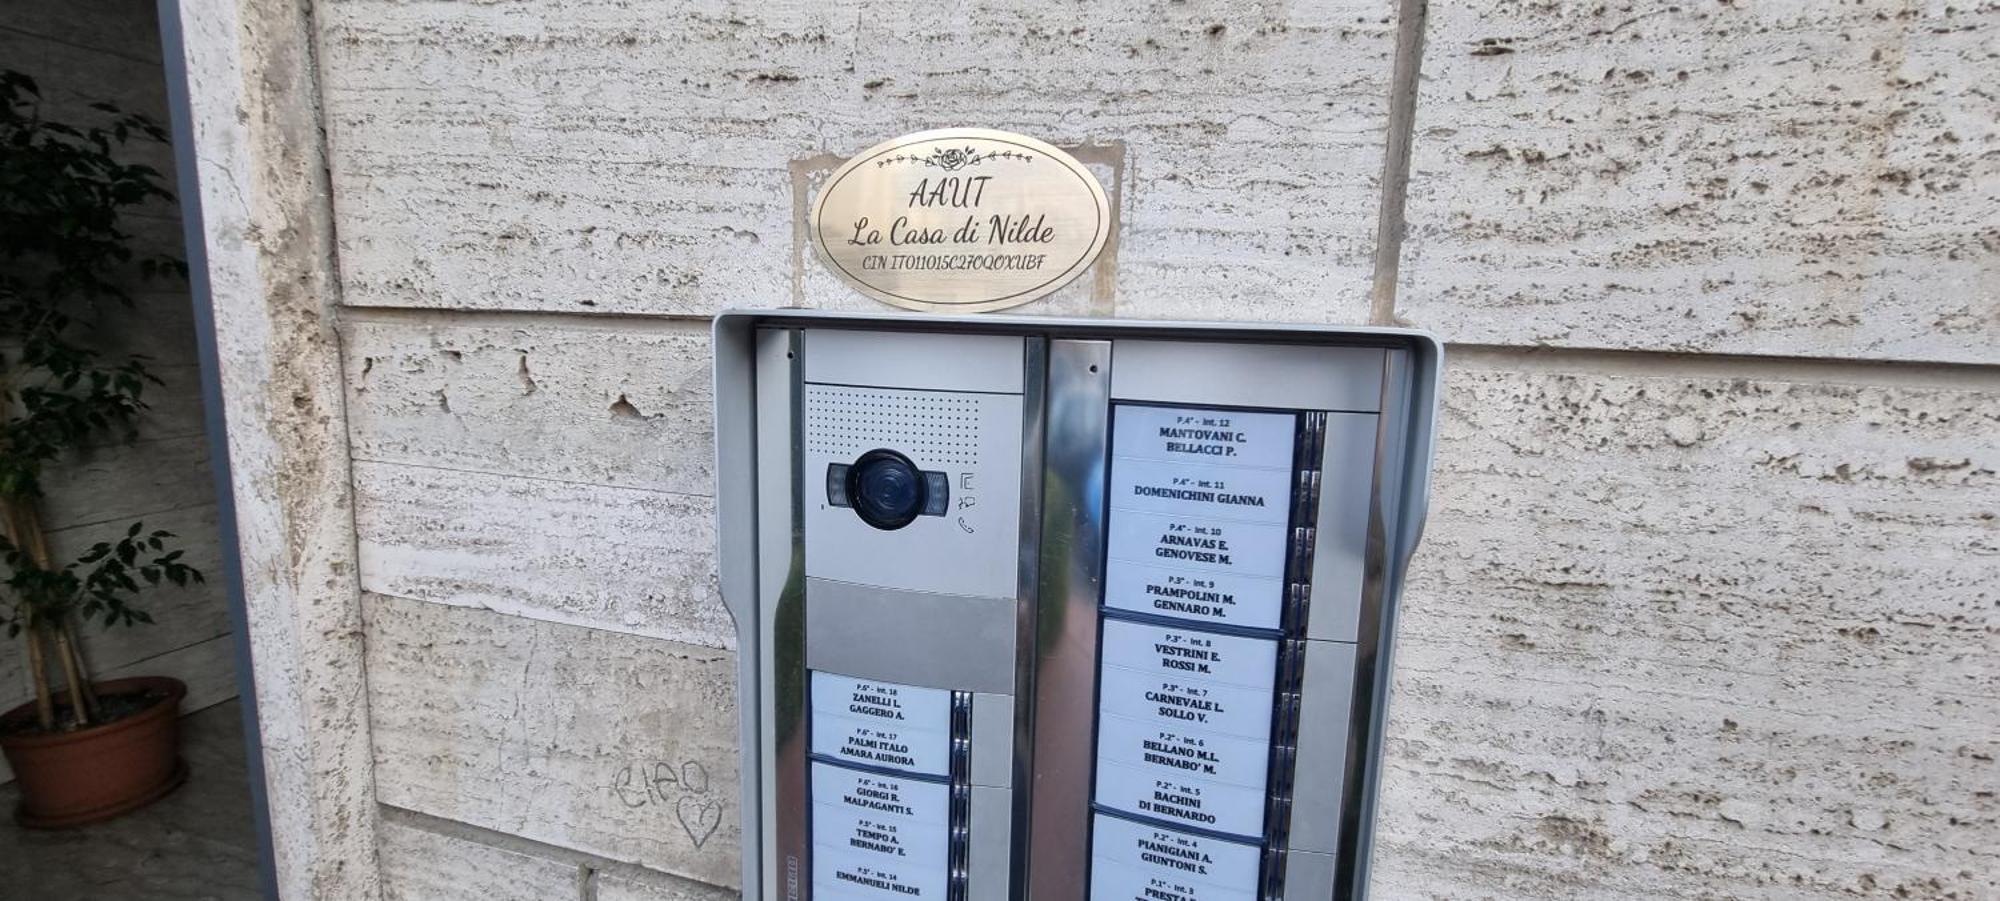 AAUT
La Casa di Nilde
CIN IT011015C27OQOXUBF
P.4° - Int. 12
MANTOVANI C.
BELLACCI P.
P.4° - Int. 11
DOMENICHINI GIANNA
P.4° - Int. 10
ARNAVAS E.
GENOVESE M.
P.3° - Int. 9
PRAMPOLINI M.
GENNARO M.
P.3° - Int. 8
VESTRINI E.
ROSSI M.
P.3° - Int. 7
CARNEVALE L.
SOLLO V.
P.2° - Int. 6
BELLANO M.L.
BERNABO' M.
P.2° - Int. 5
BACHINI
DI BERNARDO
P.2° - Int. 4
PIANIGIANI A.
GIUNTONI S.
P.1° - Int. 3
P.6° - Int. 18
ZANELLI L.
GAGGERO A.
P.6° - Int. 17
PALMI ITALO
AMARA AURORA
P.6° - Int. 16
GIORGI R.
MALPAGANTI S.
P.5° - Int. 15
TEMPO A.
BERNABO' E.
P.5° - Int. 14
EMMANUELI NILDE
CIAO